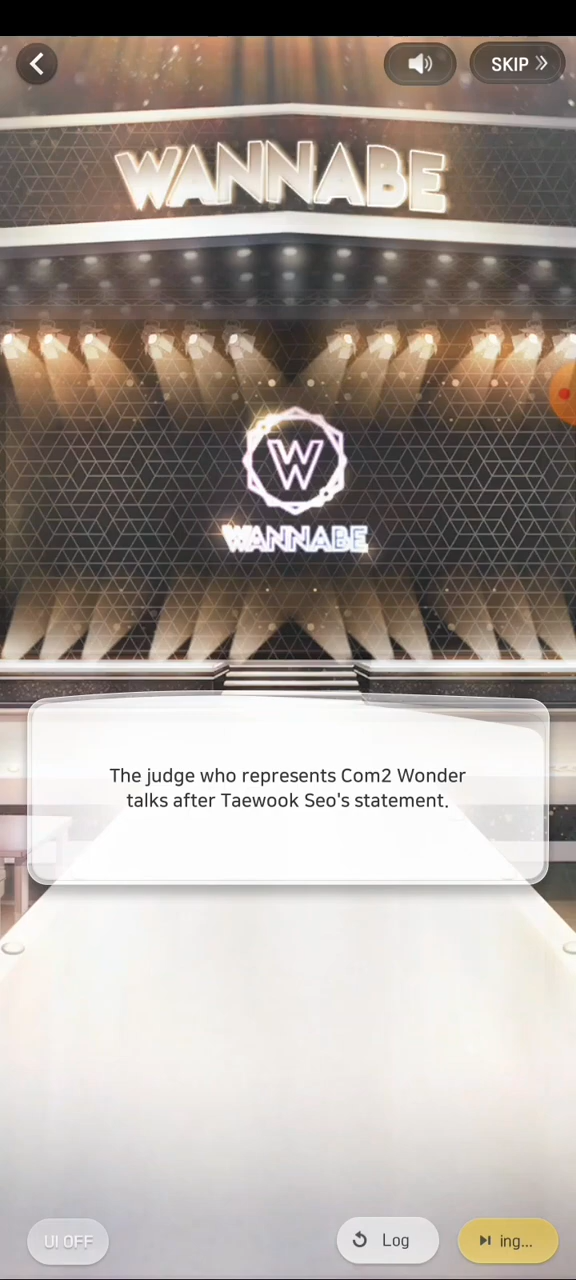 SKIP
WANNABE
W
WANNABE
The judge who represents Com2 Wonder
talks after Taewook Seo's statement.
UI OFF
Log
ing...